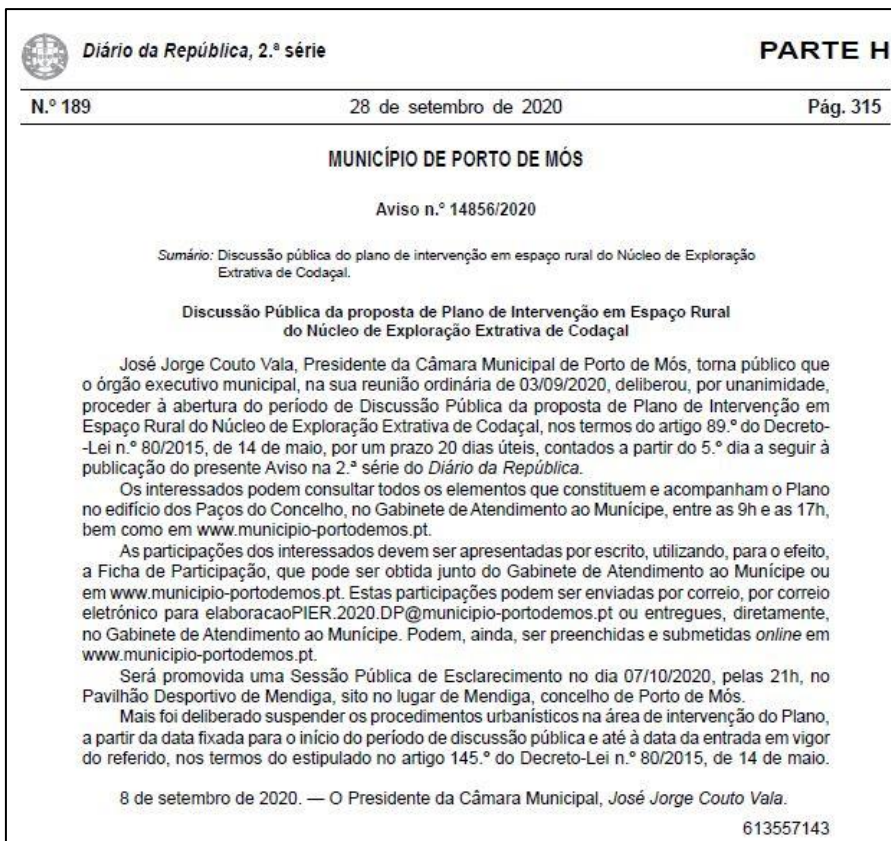 Diário da República, 2.ª série
PARTE H
N.º 189
28 de setembro de 2020
Pág. 315
MUNICÍPIO DE PORTO DE MÓS
Aviso n.º 14856/2020
Sumário: Discussão pública do plano de intervenção em espaço rural do Núcleo de Exploração
Extrativa de Codaçal.
Discussão Pública da proposta de Plano de Intervenção em Espaço Rural
do Núcleo de Exploração Extrativa de Codaçal
José Jorge Couto Vala, Presidente da Câmara Municipal de Porto de Mós, torna público que
o órgão executivo municipal, na sua reunião ordinária de 03/09/2020, deliberou, por unanimidade,
proceder à abertura do período de Discussão Pública da proposta de Plano de Intervenção em
Espaço Rural do Núcleo de Exploração Extrativa de Codaçal, nos termos do artigo 89.º do Decreto-
-Lei n.º 80/2015, de 14 de maio, por um prazo 20 dias úteis, contados a partir do 5.º dia a seguir à
publicação do presente Aviso na 2.ª série do Diário da República.
Os interessados podem consultar todos os elementos que constituem e acompanham o Plano
no edifício dos Paços do Concelho, no Gabinete de Atendimento ao Munícipe, entre as 9h e as 17h,
bem como em www.municipio-portodemos.pt.
As participações dos interessados devem ser apresentadas por escrito, utilizando, para o efeito,
a Ficha de Participação, que pode ser obtida junto do Gabinete de Atendimento ao Munícipe ou
em www.municipio-portodemos.pt. Estas participações podem ser enviadas por correio, por correio
eletrónico para elaboracaoPIER.2020.DP@municipio-portodemos.pt ou entregues, diretamente,
no Gabinete de Atendimento ao Munícipe. Podem, ainda, ser preenchidas e submetidas online em
www.municipio-portodemos.pt.
Será promovida uma Sessão Pública de Esclarecimento no dia 07/10/2020, pelas 21h, no
Pavilhão Desportivo de Mendiga, sito no lugar de Mendiga, concelho de Porto de Mós.
Mais foi deliberado suspender os procedimentos urbanísticos na área de intervenção do Plano,
a partir da data fixada para o início do período de discussão pública e até à data da entrada em vigor
do referido, nos termos do estipulado no artigo 145.º do Decreto-Lei n.º 80/2015, de 14 de maio.
8 de setembro de 2020. — O Presidente da Câmara Municipal, José Jorge Couto Vala.
613557143